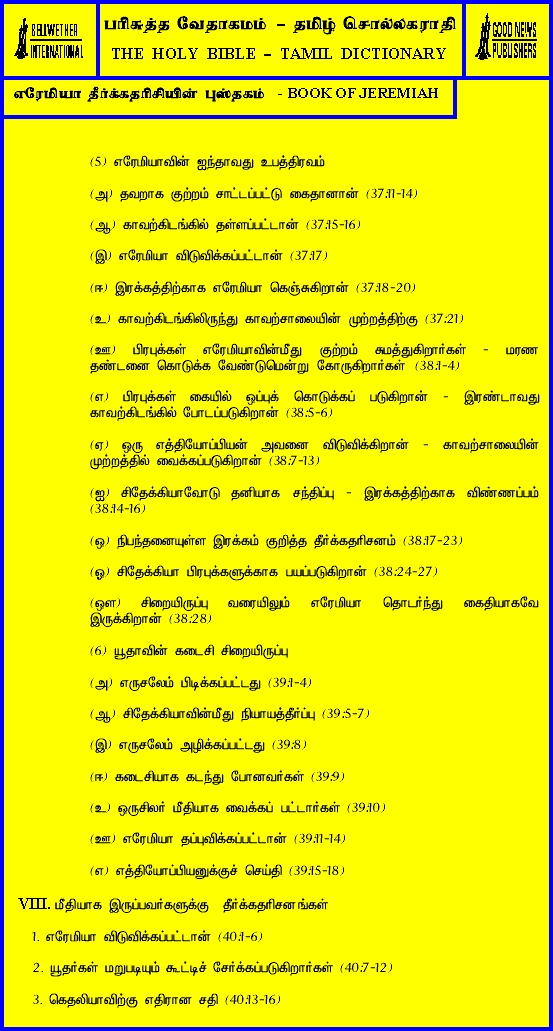 BELLWETHER
INTERNATIONAL
பரிசுத்த வேதாகமம் – தமிழ் சொல்லகராதி
THE HOLY BIBLE – TAMIL DICTIONARY
GOOD NEWS
PUBLISHERS
எரேமியா தீர்க்கதரிசியின் புஸ்தகம் - BOOK OF JEREMIAH
(5) எரேமியாவின் ஐந்தாவது உபத்திரவம்
(அ) தவறாக குற்றம் சாட்டப்பட்டு கைதானான் (37:11-14)
(ஆ) காவற்கிடங்கில் தள்ளப்பட்டான் (37:15-16)
(இ) எரேமியா விடுவிக்கப்பட்டான் (37:17)
(ஈ) இரக்கத்திற்காக எரேமியா கெஞ்சுகிறான் (37:18-20)
(உ) காவற்கிடங்கிலிருந்து காவற்சாலையின் முற்றத்திற்கு (37:21)
(ஊ) பிரபுக்கள் எரேமியாவின்மீது குற்றம் சுமத்துகிறார்கள் - மரண
தண்டனை கொடுக்க வேண்டுமென்று கோருகிறார்கள் (38:1-4)
(எ) பிரபுக்கள் கையில் ஒப்புக் கொடுக்கப் படுகிறான் - இரண்டாவது
காவற்கிடங்கில் போடப்படுகிறான் (38:5-6)
(ஏ) ஒரு எத்தியோப்பியன் அவனை விடுவிக்கிறான் - காவற்சாலையின்
முற்றத்தில் வைக்கப்படுகிறான் (38:7-13)
(ஐ) சிதேக்கியாவோடு தனியாக சந்திப்பு - இரக்கத்திற்காக விண்ணப்பம்
(38:14-16)
(ஒ) நிபந்தனையுள்ள இரக்கம் குறித்த தீர்க்கதரிசனம் (38:17-23)
(ஓ) சிதேக்கியா பிரபுக்களுக்காக பயப்படுகிறான் (38:24-27)
(ஔ) சிறையிருப்பு வரையிலும் எரேமியா தொடர்ந்து கைதியாகவே
இருக்கிறான் (38:28)
(6) யூதாவின் கடைசி சிறையிருப்பு
(அ) எருசலேம் பிடிக்கப்பட்டது (39:1-4)
(ஆ) சிதேக்கியாவின்மீது நியாயத்தீர்ப்பு (39:5-7)
(இ) எருசலேம் அழிக்கப்பட்டது (39:8)
(ஈ) கடைசியாக கடந்து போனவர்கள் (39:9)
(உ) ஒருசிலர் மீதியாக வைக்கப் பட்டார்கள் (39:10)
(ஊ) எரேமியா தப்புவிக்கப்பட்டான் (39:11-14)
(எ) எத்தியோப்பியனுக்குச் செய்தி (39:15-18)
VIII. மீதியாக இருப்பவர்களுக்கு தீர்க்கதரிசனங்கள்
1. எரேமியா விடுவிக்கப்பட்டான் (40:1-6)
2. யூதர்கள் மறுபடியும் கூட்டிச் சேர்க்கப்படுகிறார்கள் (40:7-12)
3. கெதலியாவிற்கு எதிரான சதி (40:13-16)